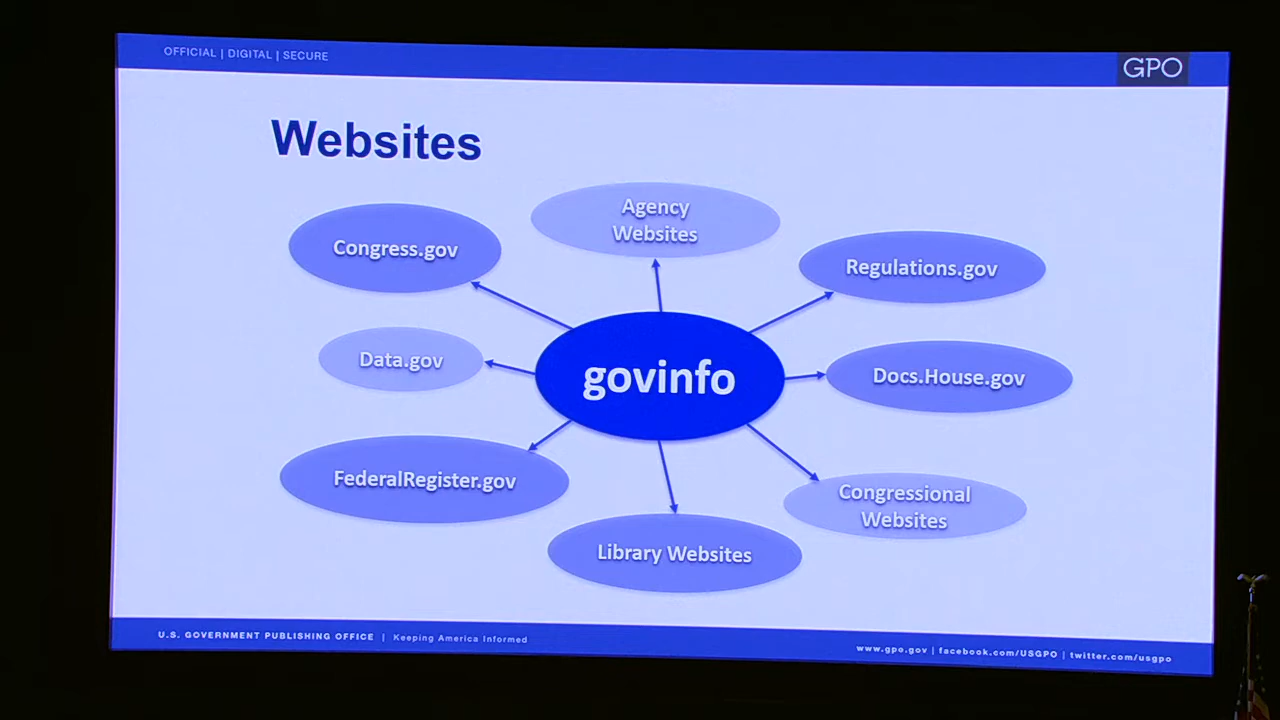 OFFICIAL | DIGITAL | SECURE
GPO
Websites
Agency
Websites
Congress.gov
Regulations.gov
Data.gov
govinfo
Docs.House.gov
FederalRegister.gov
Congressional
Websites
Library Websites
U.S. GOVERNMENT PUBLISHING OFFICE | Keeping America Informed
www.gpo.gov | facebook.com/USGPO | twitter.com/usgpo